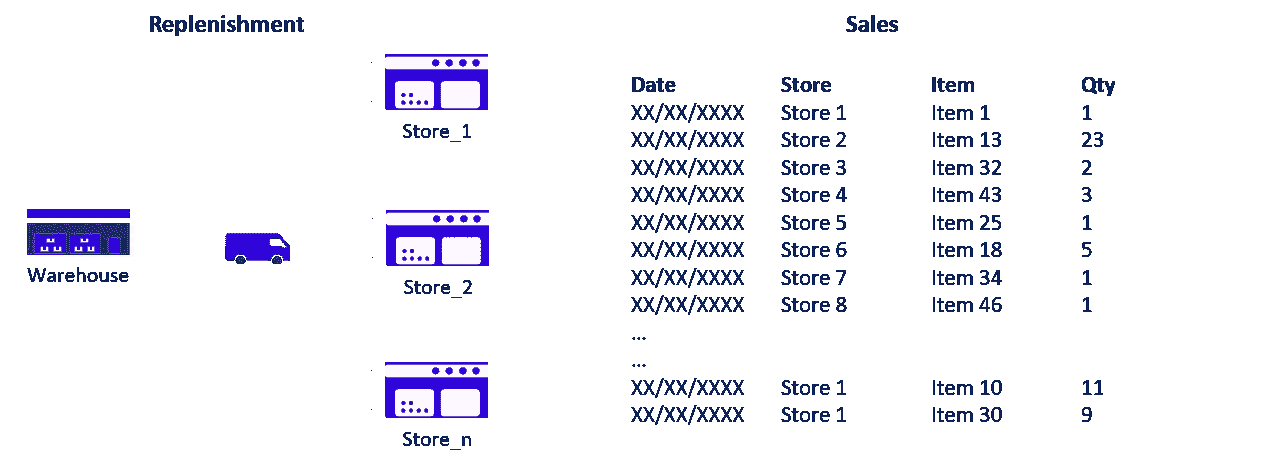 Replenishment
Store_1
Warehouse
Store_2
Store_n
Sales
Date Store Item Qty
XX/XX/XXXX Store 1 Item 1 1
XX/XX/XXXX Store 2 Item 13 23
XX/XX/XXXX Store 3 Item 32 2
XX/XX/XXXX Store 4 Item 43 3
XX/XX/XXXX Store 5 Item 25 1
XX/XX/XXXX Store 6 Item 18 5
XX/XX/XXXX Store 7 Item 34 1
XX/XX/XXXX Store 8 Item 46 1
...
...
XX/XX/XXXX Store 1 Item 10 11
XX/XX/XXXX Store 1 Item 30 9